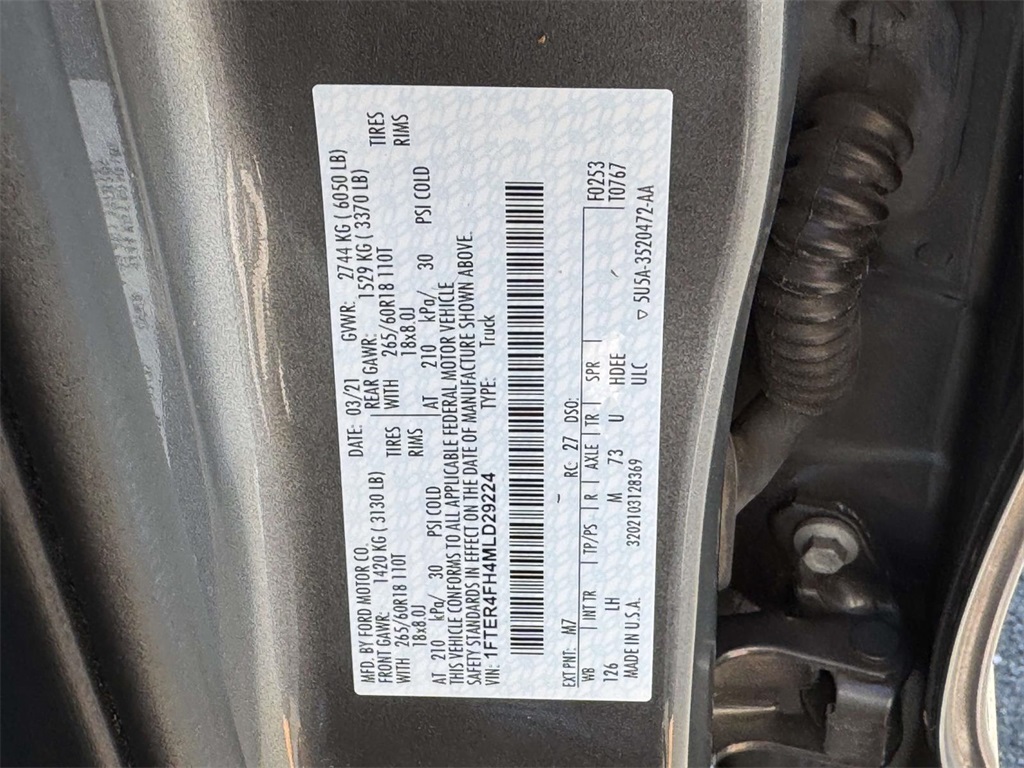 MFD. BY FORD MOTOR CO. DATE: 03/21 GVWR: 2744 KG ( 6050 LB)
FRONT GAWR: 1420 KG ( 3130 LB) REAR GAWR: 1529 KG ( 3370 LB)
WITH 265/60R18 110T TIRES WITH 265/60R18 110T TIRES
18x8.0J RIMS 18x8.0J RIMS
AT 210 kPa/ 30 PSI COLD AT 210 kPa/ 30 PSI COLD
THIS VEHICLE CONFORMS TO ALL APPLICABLE FEDERAL MOTOR VEHICLE
SAFETY STANDARDS IN EFFECT ON THE DATE OF MANUFACTURE SHOWN ABOVE.
VIN: 1FTER4FH4MLD29224 TYPE: Truck
EXT PNT: M7 RC: 27 DSO: F0253
WB | INT TR | TP/PS | R | AXLE | TR | SPR T0767
126 LH M 73 U HDEE
MADE IN U.S.A. 3202103128369 ULC ▽ 5U5A-3520472-AA